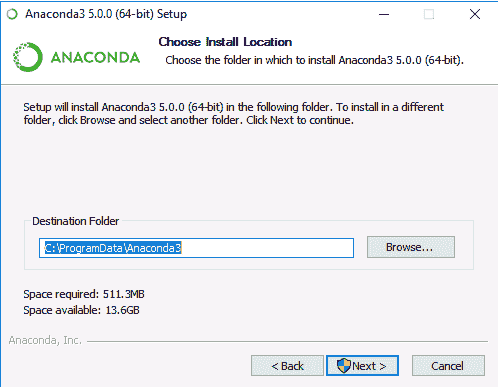 Anaconda3 5.0.0 (64-bit) Setup
ANACONDA
Choose Install Location
Choose the folder in which to install Anaconda3 5.0.0 (64-bit).
Setup will install Anaconda3 5.0.0 (64-bit) in the following folder. To install in a different
folder, click Browse and select another folder. Click Next to continue.
Destination Folder
C:\ProgramData\Anaconda3
Browse...
Space required: 511.3MB
Space available: 13.6GB
Anaconda, Inc.
< Back
Next >
Cancel